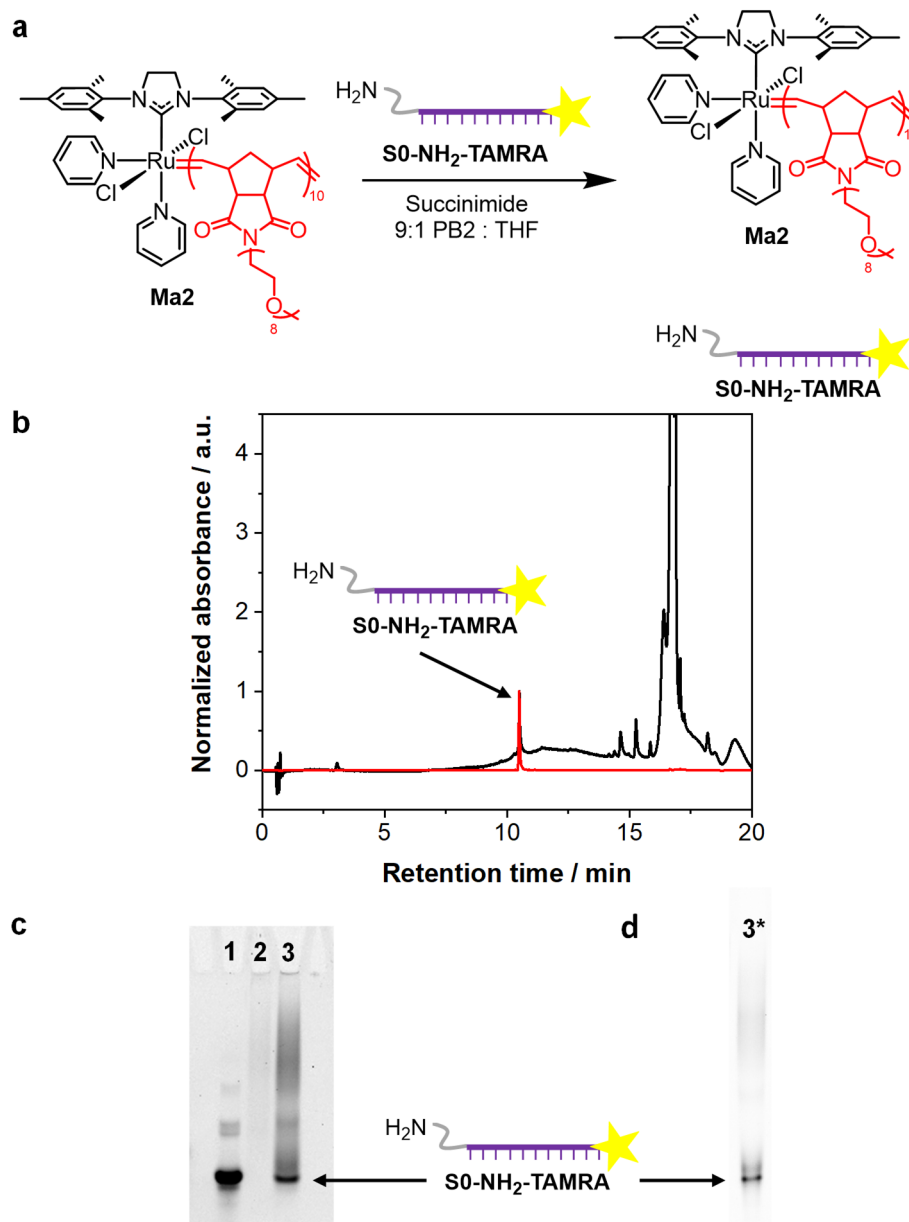 a
N N
Cl
N Ru
Cl
N
10
O N O
O
8
Ma2
H₂N
S0-NH₂-TAMRA
Succinimide
9:1 PB2 : THF
N N
Cl
N Ru
Cl
N
1
O N O
O
8
Ma2
H₂N
S0-NH₂-TAMRA
b
Normalized absorbance / a.u.
4
3
2
1
0
H₂N
S0-NH₂-TAMRA
0 5 10 15 20
Retention time / min
c
1 2 3
d
3*
H₂N
S0-NH₂-TAMRA